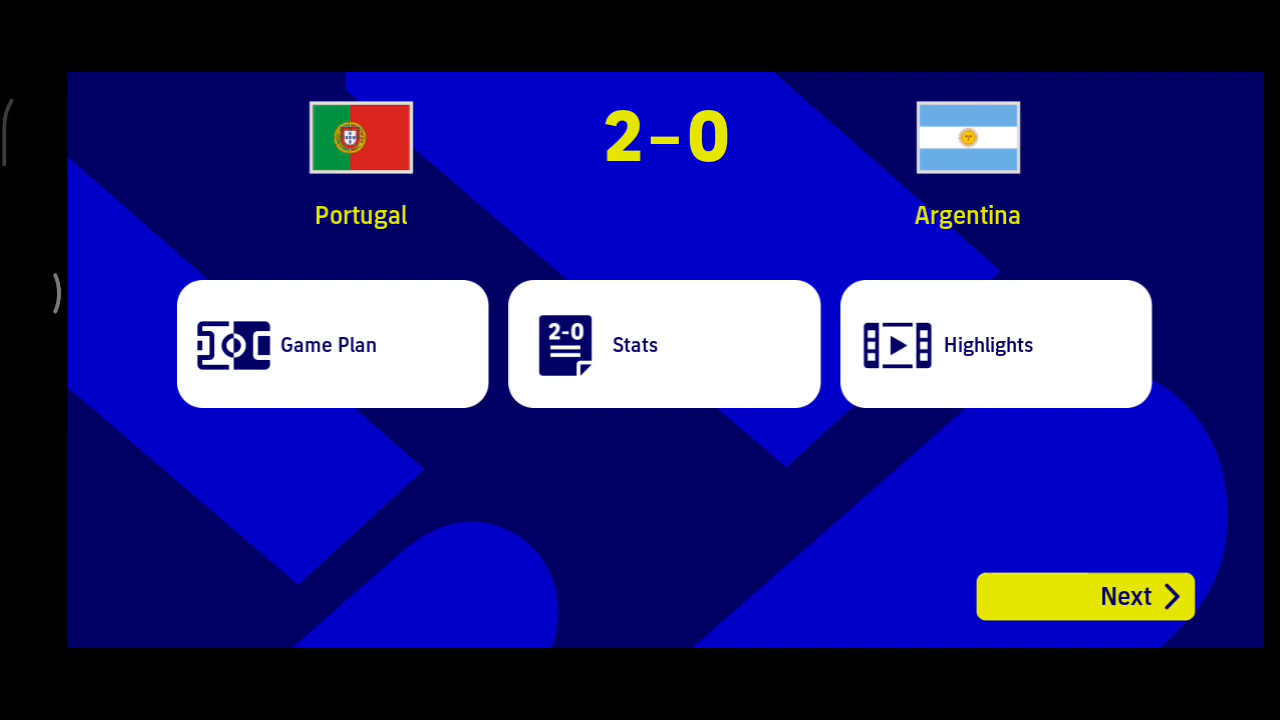 2-0
Portugal
Argentina
Game Plan
2-0
Stats
Highlights
Next